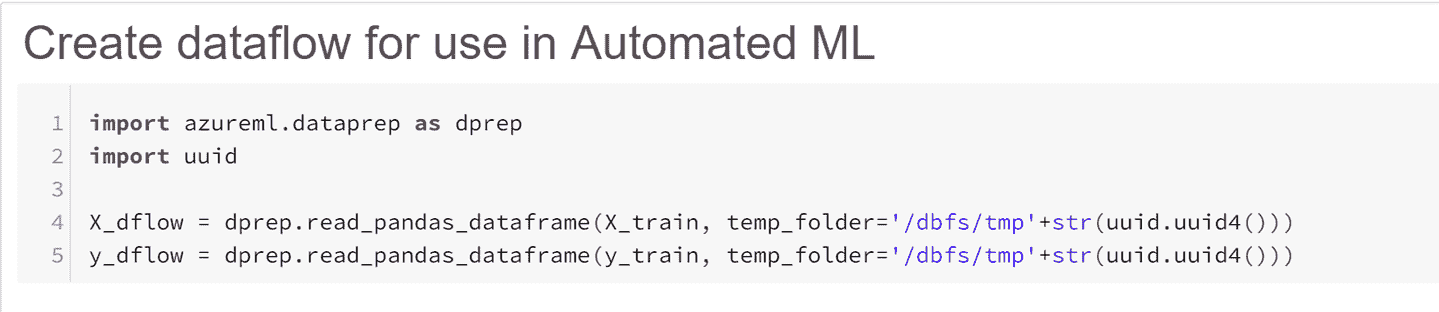 Create dataflow for use in Automated ML
1 import azureml.dataprep as dprep
2 import uuid
3
4 X_dflow = dprep.read_pandas_dataframe(X_train, temp_folder='/dbfs/tmp'+str(uuid.uuid4()))
5 y_dflow = dprep.read_pandas_dataframe(y_train, temp_folder='/dbfs/tmp'+str(uuid.uuid4()))